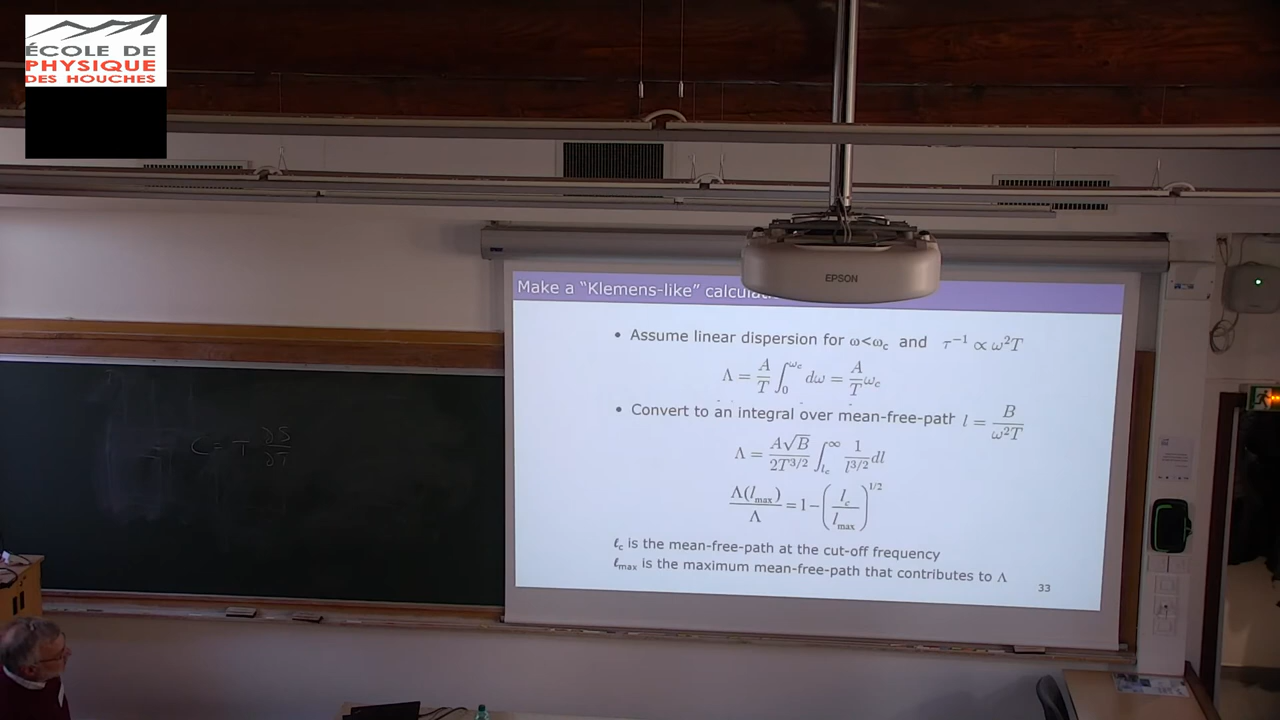 ÉCOLE DE
PHYSIQUE
DES HOUCHES
EPSON
Make a "Klemens-like"
• Assume linear dispersion for ω<ω_c and τ⁻¹ ∝ ω²T
Λ = A/T ∫₀^{ω_c} dω = A/T ω_c
• Convert to an integral over mean-free-path l = B/(ω²T)
Λ = A√B/(2T^{3/2}) ∫_{l_c}^∞ 1/l^{3/2} dl
Λ(l_max)/Λ = 1−(l_c/l_max)^{1/2}
ℓ_c is the mean-free-path at the cut-off frequency
ℓ_max is the maximum mean-free-path that contributes to Λ
33
C = T ∂S/∂T